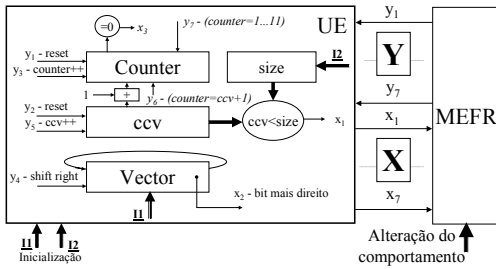 UE
=0
x3
y7 - (counter=1...11)
y1 - reset
y3 - counter++
Counter
size
I2
1
+
y6 - (counter=ccv+1)
y2 - reset
y5 - ccv++
ccv
ccv<size
x1
Vector
y4 - shift right
x2 - bit mais direito
I1
I1
I2
Inicialização
y1
Y
y7
x1
X
x7
MEFR
Alteração do
comportamento